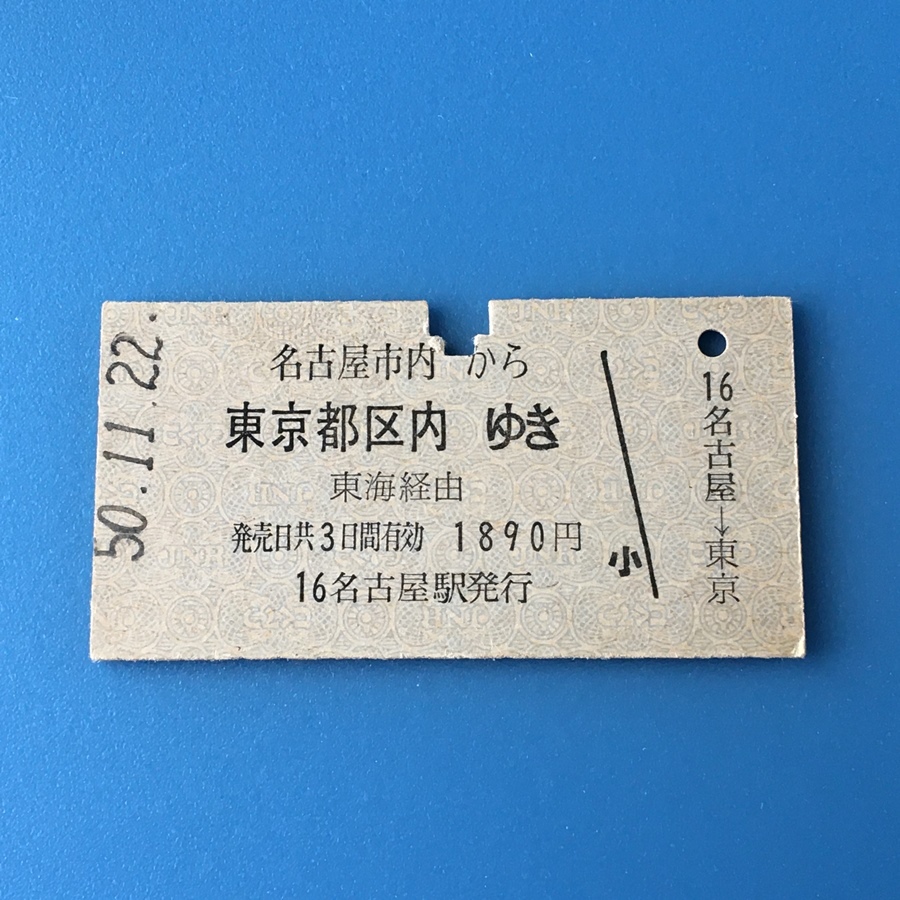 50.11.22.
名古屋市内 から
東京都区内 ゆき
東海経由
発売日共3日間有効 1890円
16名古屋駅発行
小
16名古屋→東京